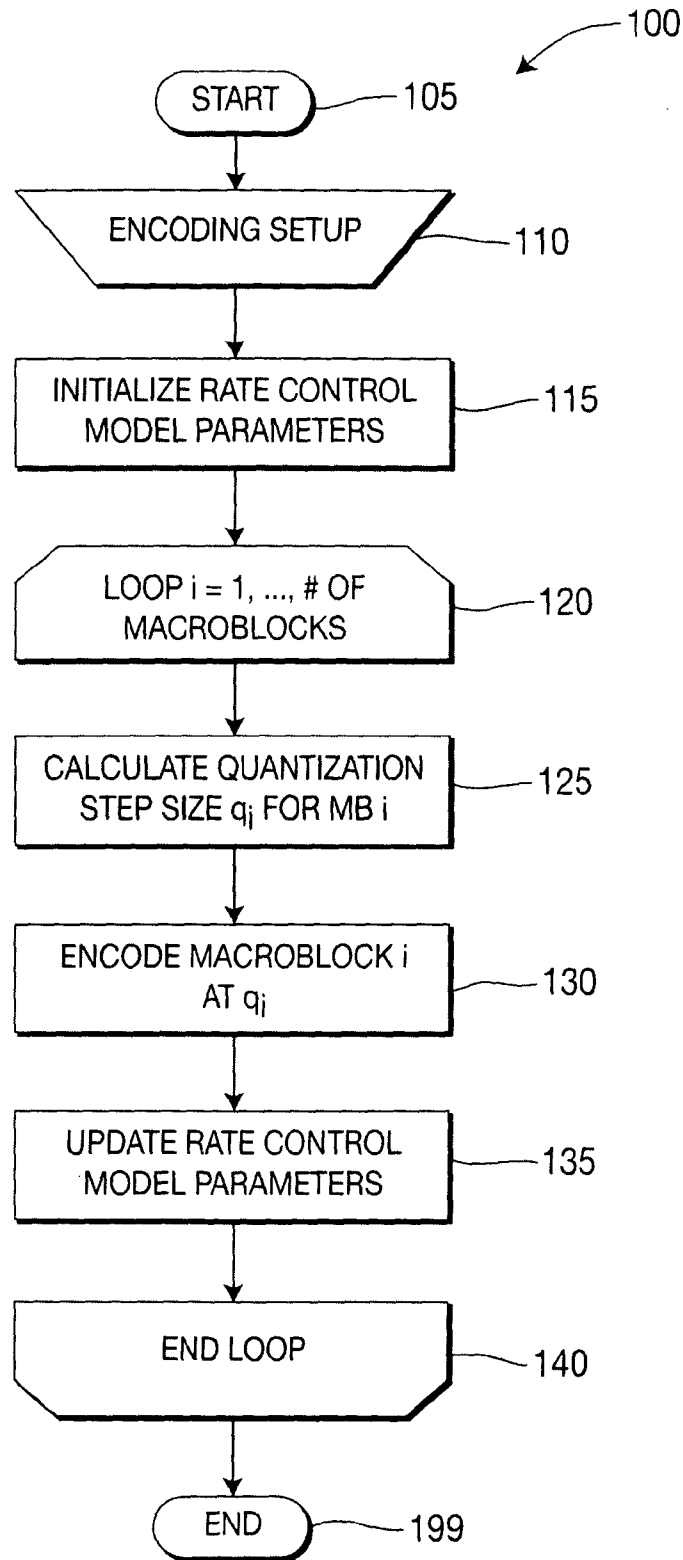 100
START
105
ENCODING SETUP
110
INITIALIZE RATE CONTROL
MODEL PARAMETERS
115
LOOP i = 1, ..., # OF
MACROBLOCKS
120
CALCULATE QUANTIZATION
STEP SIZE qi FOR MB i
125
ENCODE MACROBLOCK i
AT qi
130
UPDATE RATE CONTROL
MODEL PARAMETERS
135
END LOOP
140
END
199